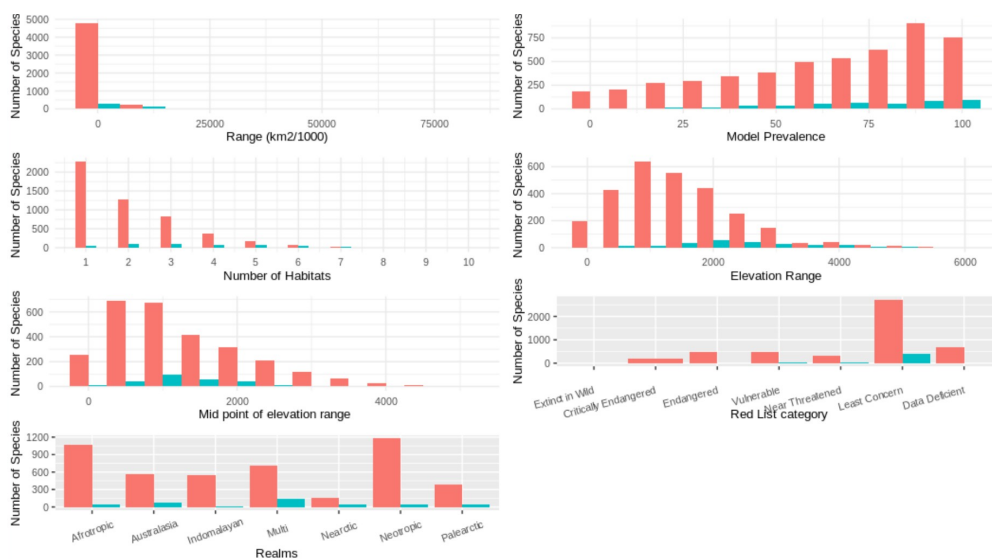 Number of Species
5000
4000
3000
2000
1000
0
0
25000
50000
75000
Range (km2/1000)
Number of Species
750
500
250
0
0
25
50
75
100
Model Prevalence
Number of Species
2000
1500
1000
500
0
1
2
3
4
5
6
7
8
9
10
Number of Habitats
Number of Species
600
400
200
0
0
2000
4000
6000
Elevation Range
Number of Species
600
400
200
0
0
2000
4000
Mid point of elevation range
Number of Species
2000
1000
0
Extinct in Wild
Critically Endangered
Endangered
Vulnerable
Near Threatened
Least Concern
Data Deficient
Red List category
Number of Species
1200
900
600
300
0
Afrotropic
Australasia
Indomalayan
Multi
Nearctic
Neotropic
Palearctic
Realms